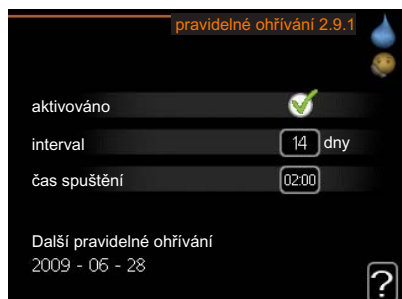 pravidelné ohřívání 2.9.1
aktivováno
interval 14 dny
čas spuštění 02:00
Další pravidelné ohřívání
2009 - 06 - 28
?